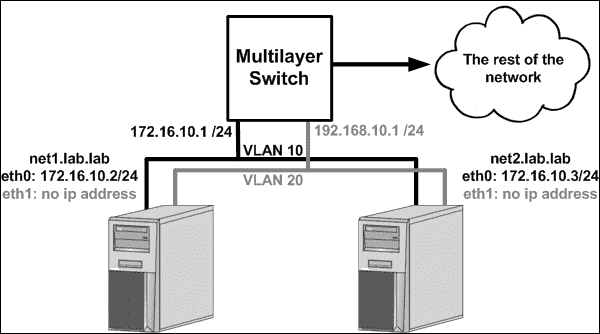 Multilayer
Switch
The rest of the
network
172.16.10.1 /24
192.168.10.1 /24
VLAN 10
VLAN 20
net1.lab.lab
eth0: 172.16.10.2/24
eth1: no ip address
net2.lab.lab
eth0: 172.16.10.3/24
eth1: no ip address